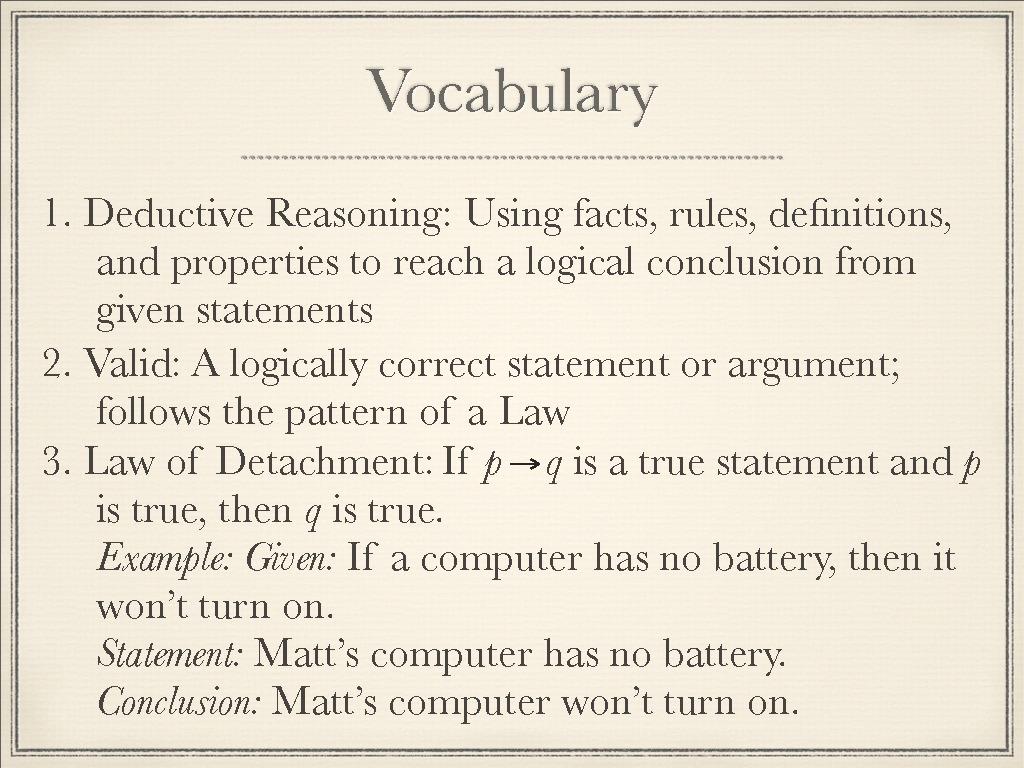 Vocabulary
1. Deductive Reasoning: Using facts, rules, definitions,
and properties to reach a logical conclusion from
given statements
2. Valid: A logically correct statement or argument;
follows the pattern of a Law
3. Law of Detachment: If p → q is a true statement and p
is true, then q is true.
Example: Given: If a computer has no battery, then it
won’t turn on.
Statement: Matt’s computer has no battery.
Conclusion: Matt’s computer won’t turn on.